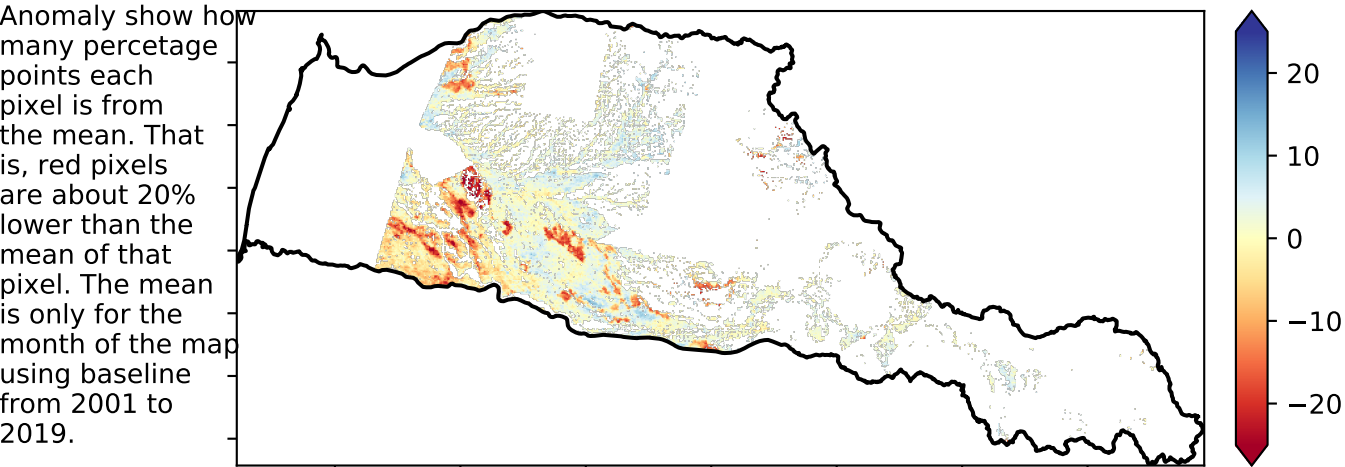 Anomaly show how
many percetage
points each
pixel is from
the mean. That
is, red pixels
are about 20%
lower than the
mean of that
pixel. The mean
is only for the
month of the map
using baseline
from 2001 to
2019.
20
10
0
−10
−20